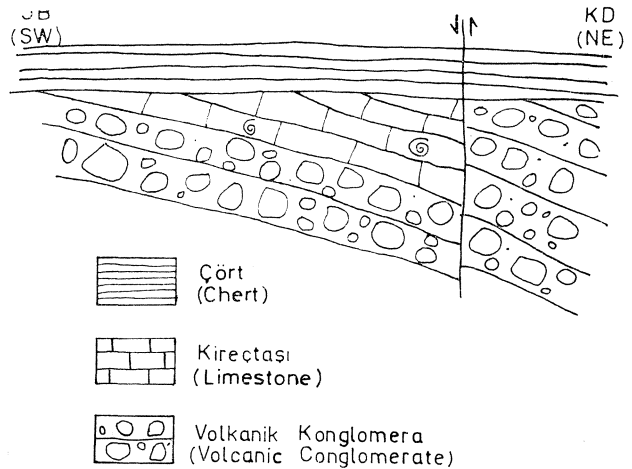 (SW)
KD
(NE)
Çört
(Chert)
Kireçtaşı
(Limestone)
Volkanik Konglomera
(Volcanic Conglomerate)